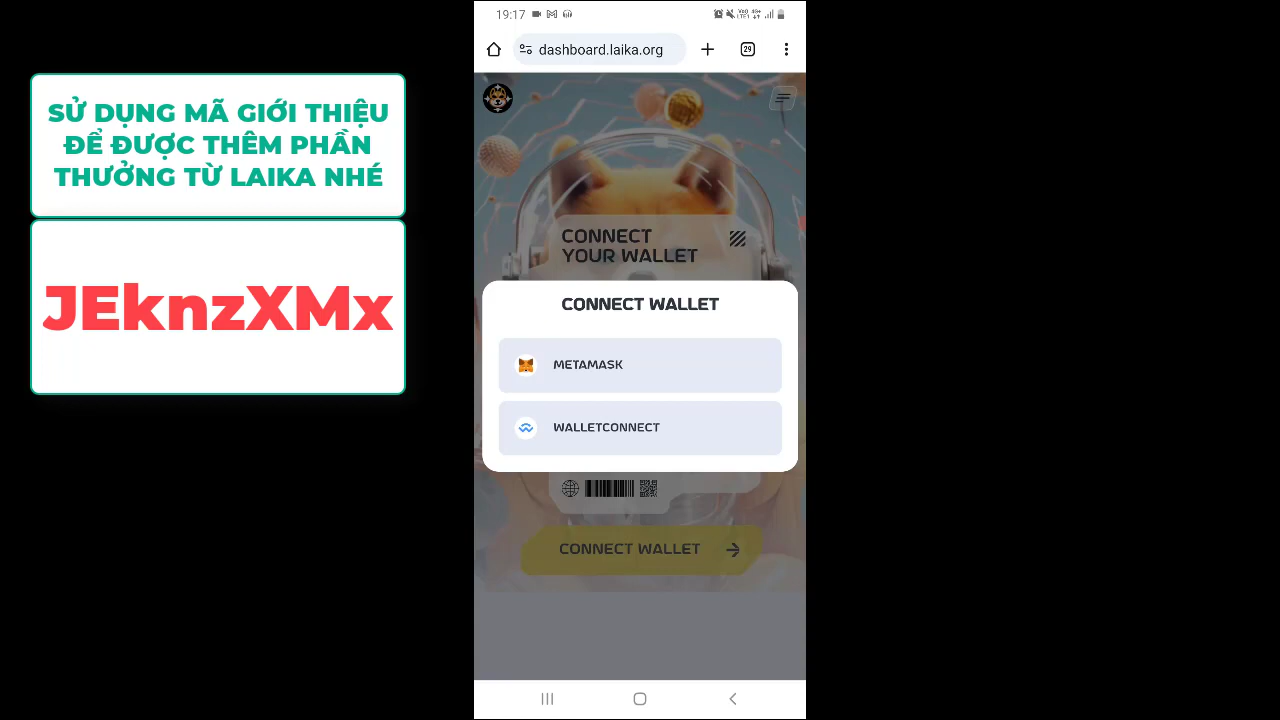 SỬ DỤNG MÃ GIỚI THIỆU
ĐỂ ĐƯỢC THÊM PHẦN
THƯỞNG TỪ LAIKA NHÉ
JEknzXMx
19:17
dashboard.laika.org
29
CONNECT
YOUR WALLET
CONNECT WALLET
METAMASK
WALLETCONNECT
CONNECT WALLET